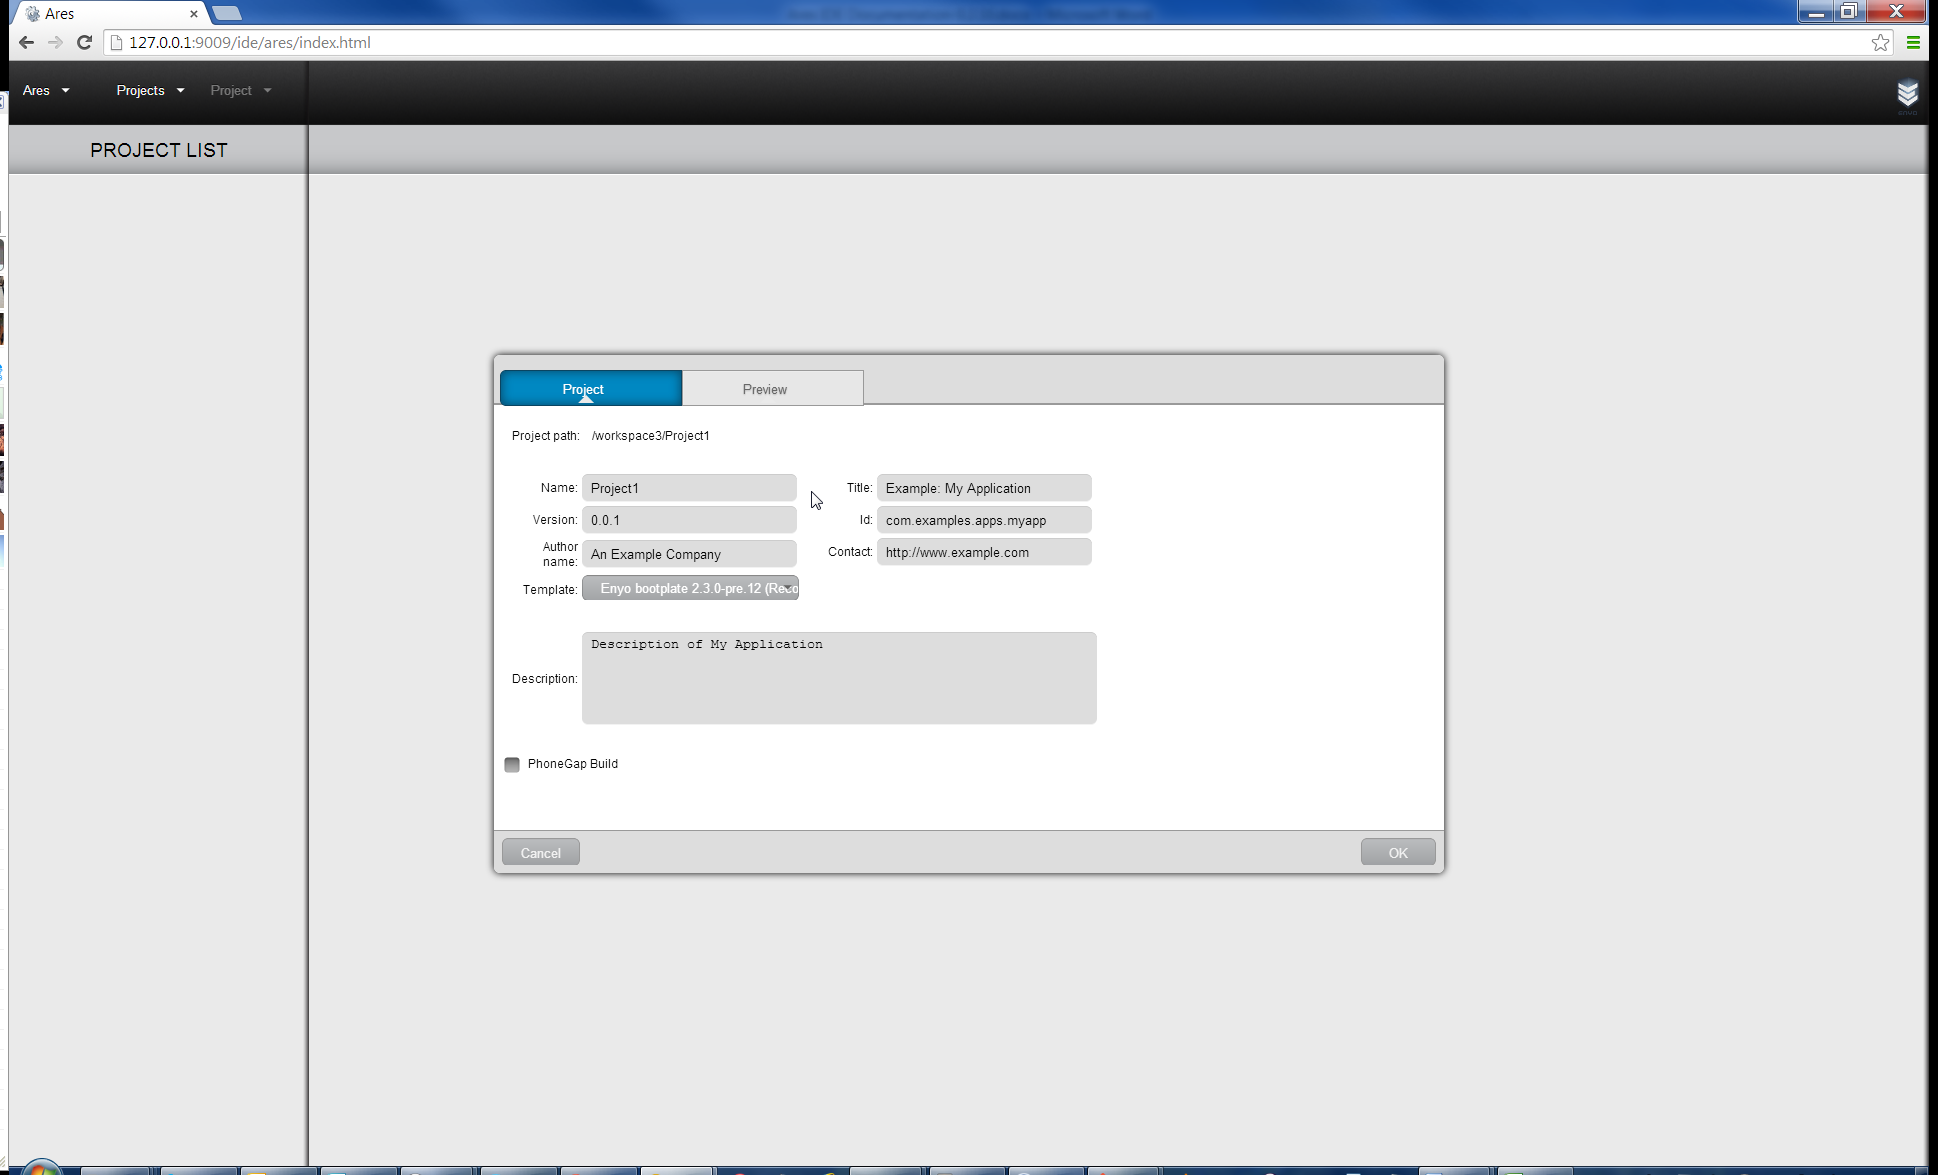 Ares
127.0.0.1:9009/ide/ares/index.html
Ares Projects Project
enyo
PROJECT LIST
Project Preview
Project path: /workspace3/Project1
Name: Project1 Title: Example: My Application
Version: 0.0.1 Id: com.examples.apps.myapp
Author name: An Example Company Contact: http://www.example.com
Template: Enyo bootplate 2.3.0-pre.12 (Reco
Description: Description of My Application
PhoneGap Build
Cancel OK